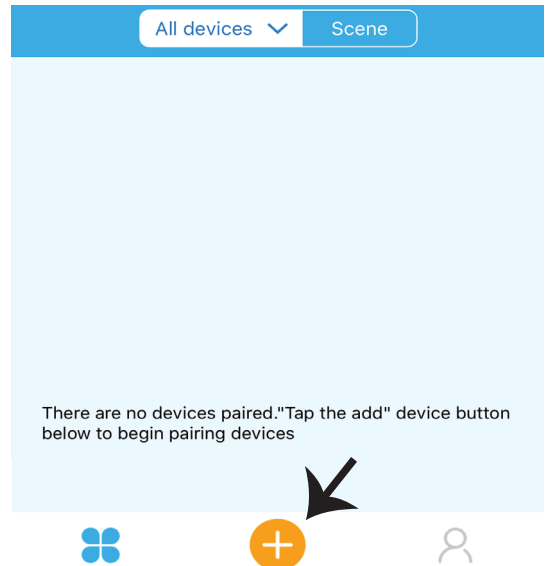 All devices Scene
There are no devices paired."Tap the add" device button
below to begin pairing devices